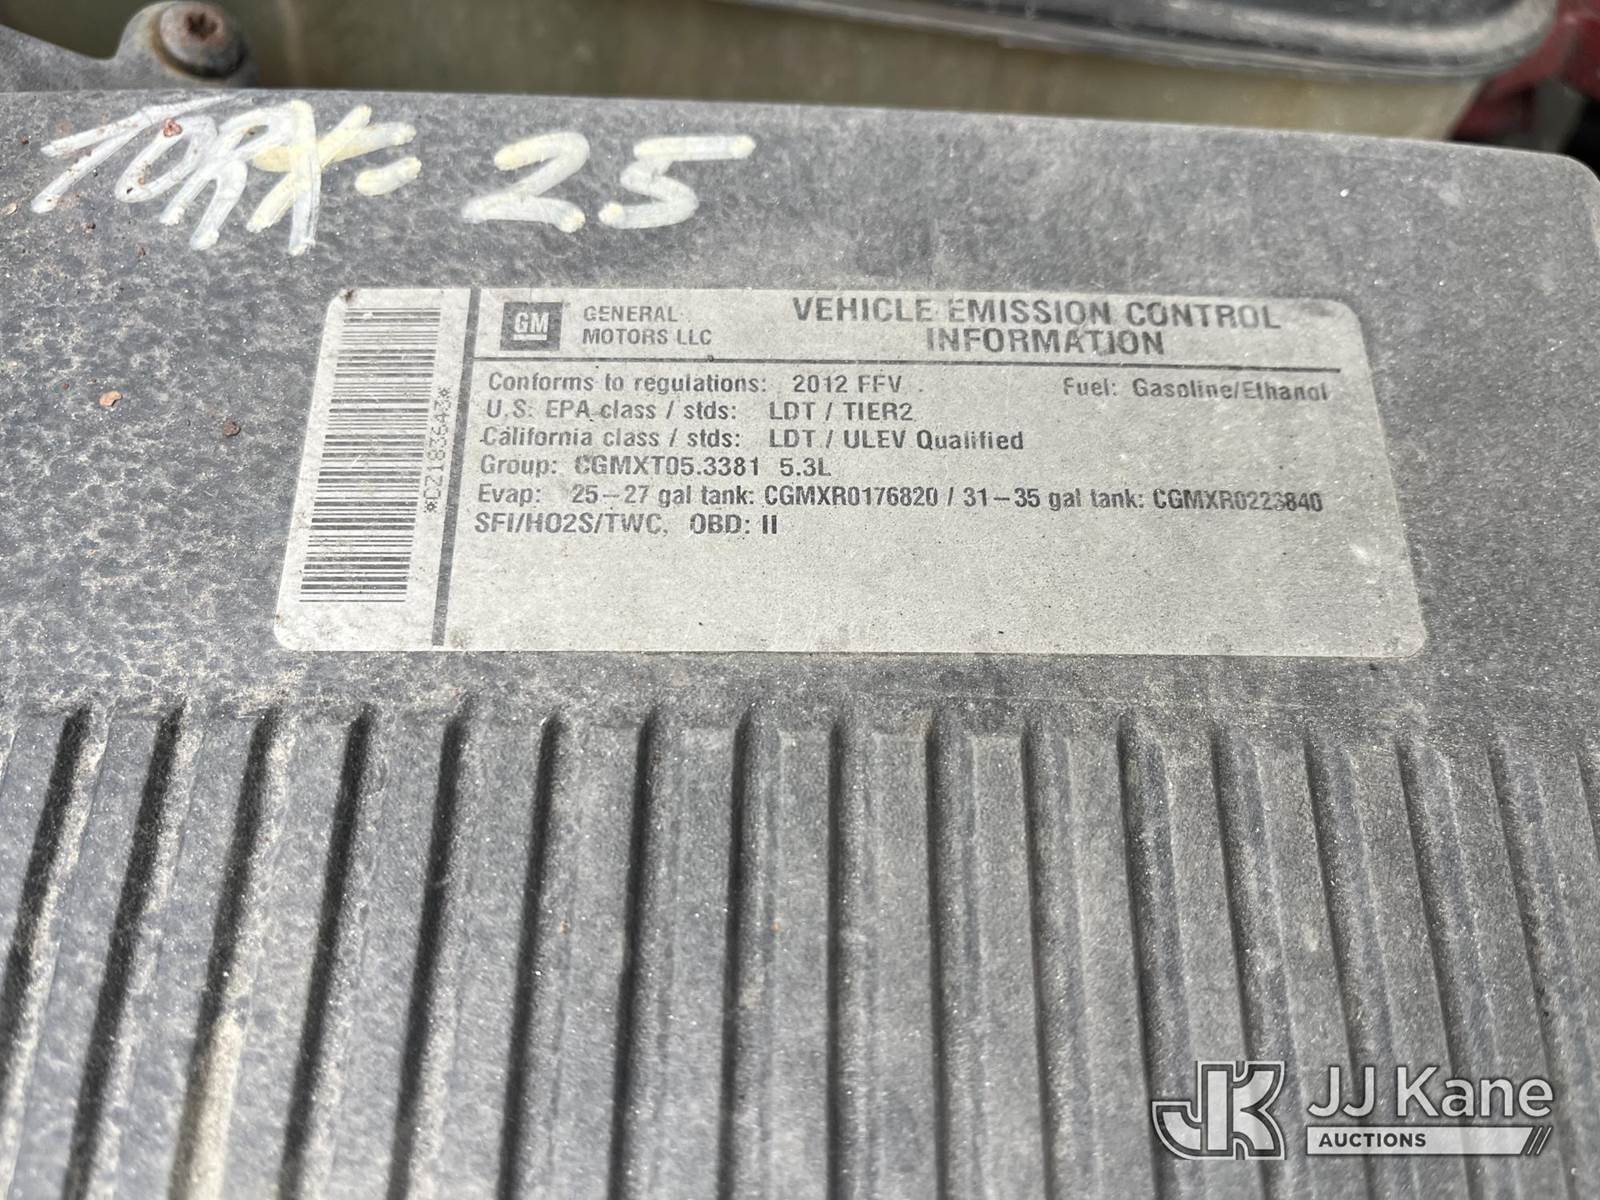 TORX= 25
GM GENERAL MOTORS LLC
VEHICLE EMISSION CONTROL
INFORMATION
Conforms to regulations: 2012 FFV Fuel: Gasoline/Ethanol
U.S. EPA class / stds: LDT / TIER2
California class / stds: LDT / ULEV Qualified
Group: CGMXT05.3381 5.3L
Evap: 25-27 gal tank: CGMXR0176820 / 31-35 gal tank: CGMXR0223840
SFI/HO2S/TWC, OBD: II
*CZ183643*
JK JJ Kane
AUCTIONS